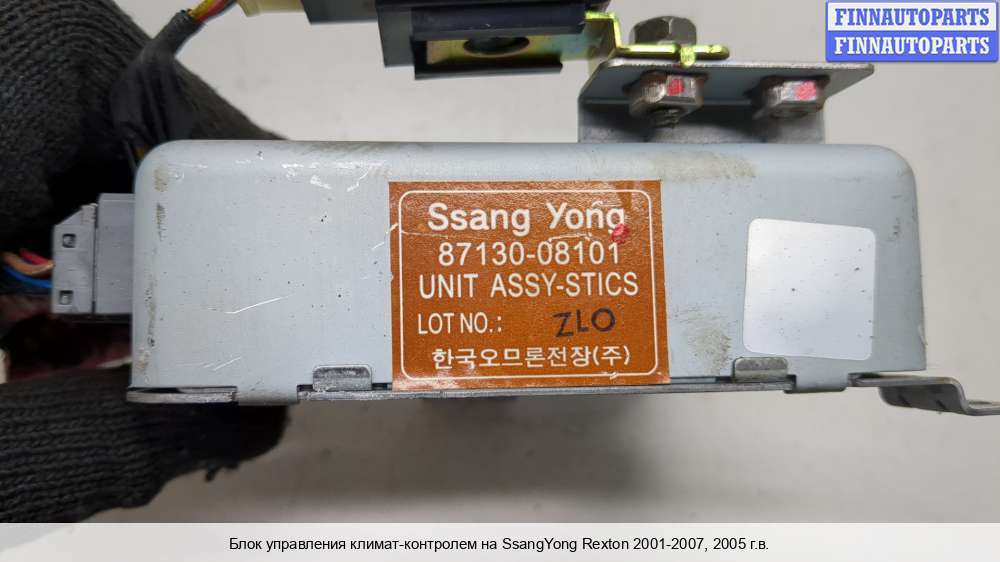 FINNAUTOPARTS
FINNAUTOPARTS
Ssang Yong
87130-08101
UNIT ASSY-STICS
LOT NO.: ZLO
한국오므론전장(주)
Блок управления климат-контролем на SsangYong Rexton 2001-2007, 2005 г.в.